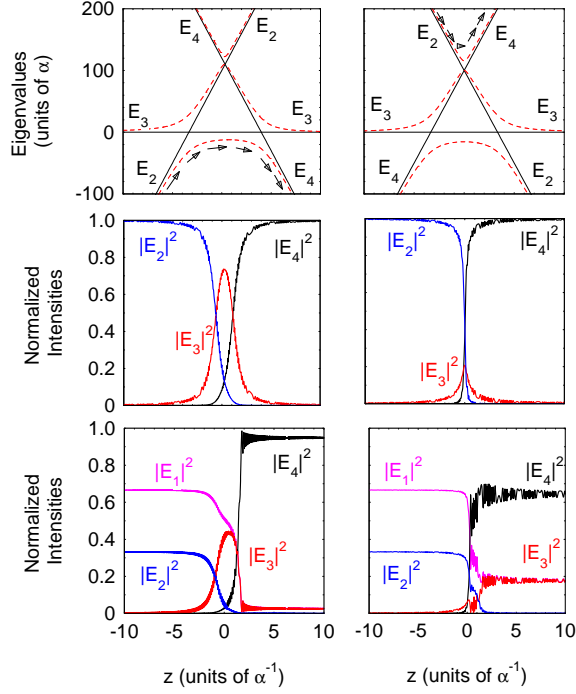 200
100
0
-100
Eigenvalues
(units of α)
E4 E2
E3 E3
E2 E4
E2 E4
E3
E4 E2
1.0
0.8
0.6
0.4
0.2
0
Normalized
Intensities
|E2|^2 |E4|^2
|E3|^2
|E2|^2 |E4|^2
|E3|^2
1.0
0.8
0.6
0.4
0.2
0
Normalized
Intensities
|E1|^2 |E4|^2
|E2|^2 |E3|^2
|E1|^2 |E4|^2
|E2|^2 |E3|^2
-10 -5 0 5 10
-10 -5 0 5 10
z (units of α^-1)
z (units of α^-1)